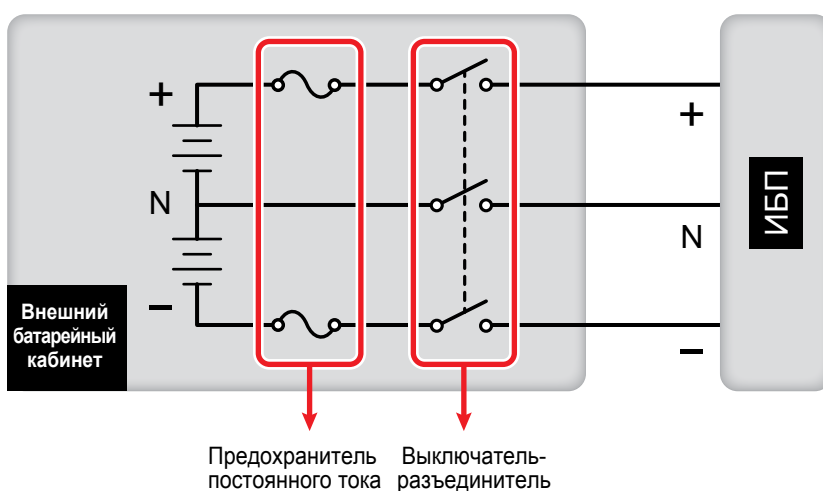 +
N
−
Внешний
батарейный
кабинет
+
N
−
ИБП
Предохранитель
постоянного тока
Выключатель-
разъединитель